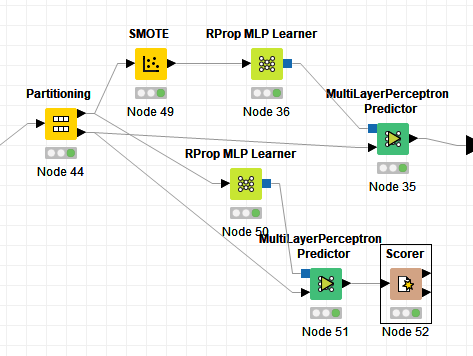 SMOTE
RProp MLP Learner
Partitioning
MultiLayerPerceptron
Predictor
Node 49
Node 36
RProp MLP Learner
Node 44
Node 35
Node 50
MultiLayerPerceptron
Predictor
Scorer
Node 51
Node 52